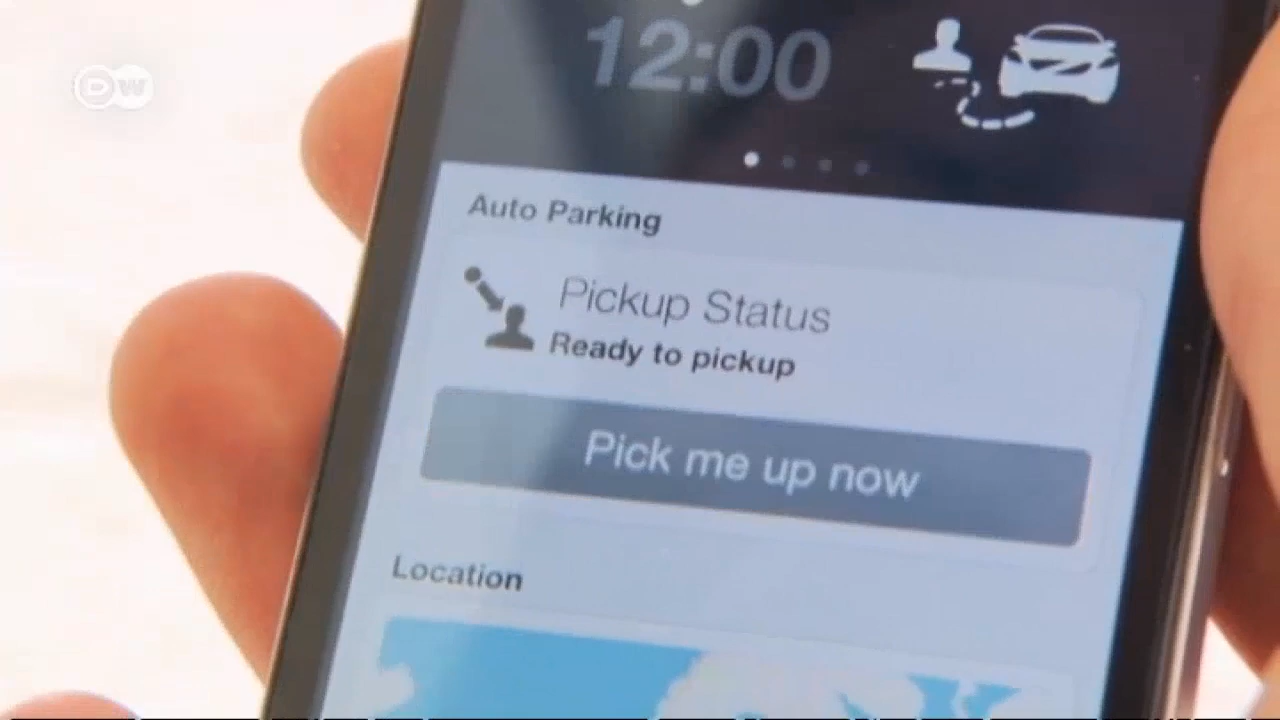 DW
12:00
Auto Parking
Pickup Status
Ready to pickup
Pick me up now
Location